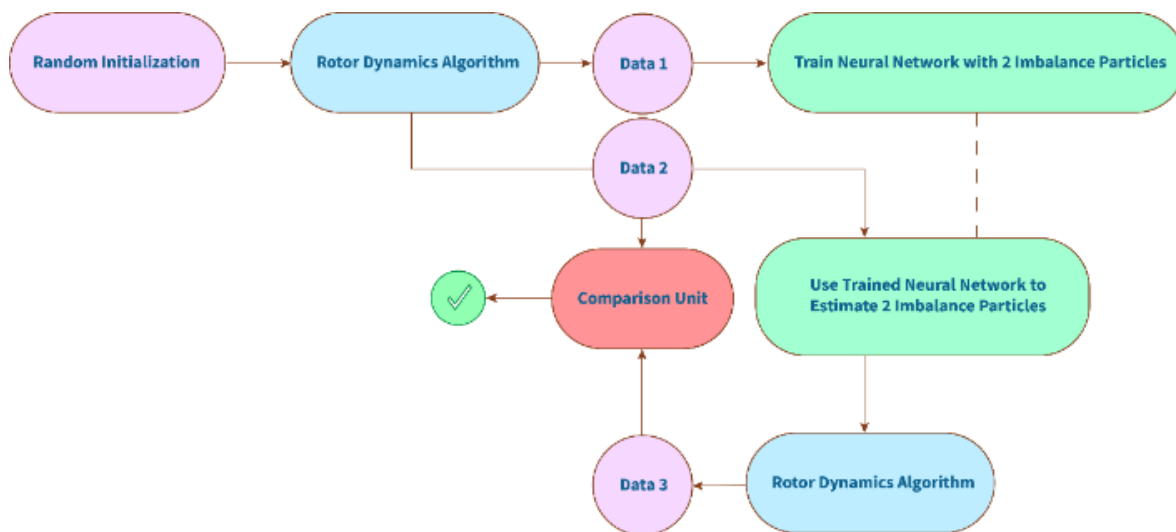 Random Initialization
Rotor Dynamics Algorithm
Data 1
Train Neural Network with 2 Imbalance Particles
Data 2
Comparison Unit
Use Trained Neural Network to
Estimate 2 Imbalance Particles
Data 3
Rotor Dynamics Algorithm